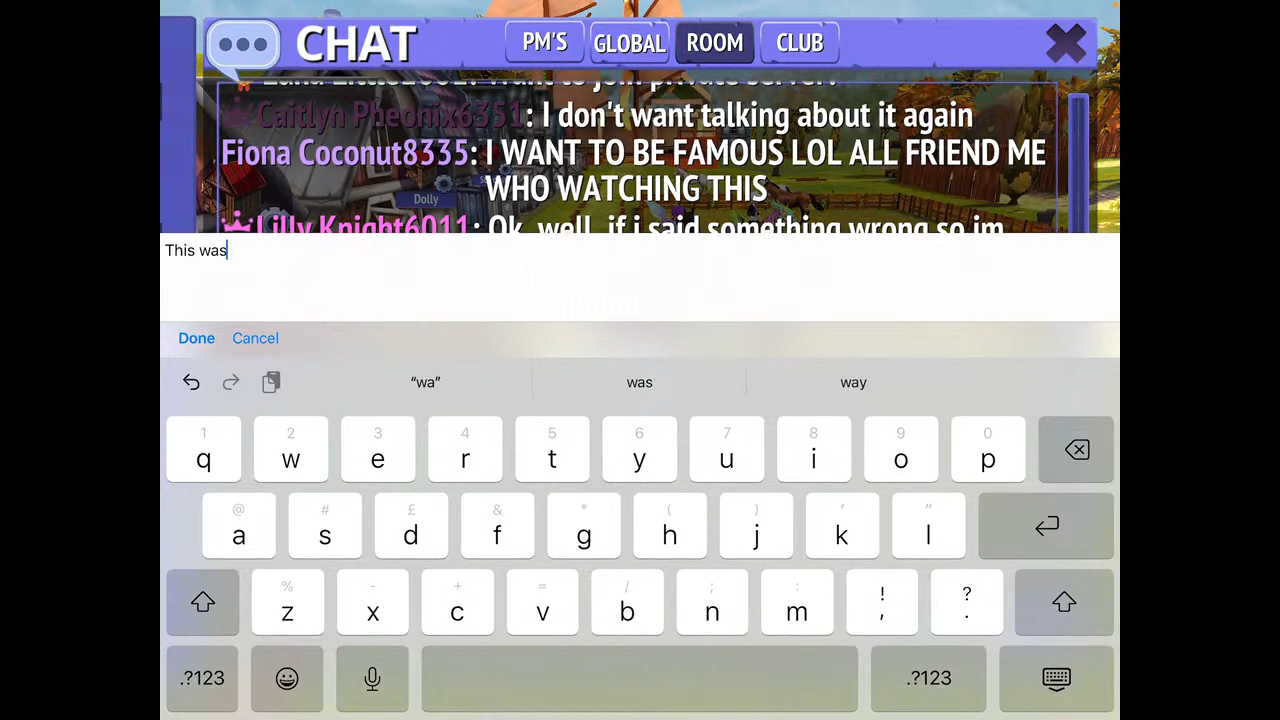 CHAT PM'S GLOBAL ROOM CLUB
Caitlyn Pheonix6351: I don't want talking about it again
Fiona Coconut8335: I WANT TO BE FAMOUS LOL ALL FRIEND ME
WHO WATCHING THIS
Dolly
Lilly Knight6011: Ok, well, if i said something wrong so im
This was
Done Cancel
“wa” was way
1 2 3 4 5 6 7 8 9 0
q w e r t y u i o p
@ # £ & * ( ) ' "
a s d f g h j k l
% - + = / ; : ! ?
z x c v b n m , .
.?123 .?123